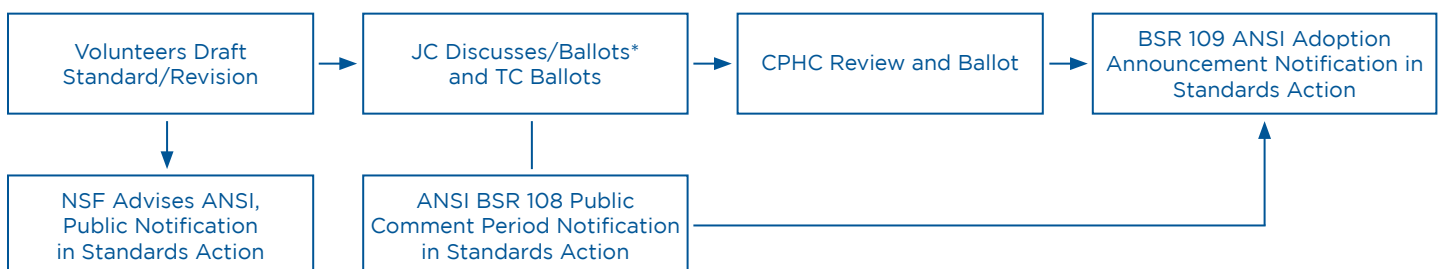 Volunteers Draft
Standard/Revision
JC Discusses/Ballots*
and TC Ballots
CPHC Review and Ballot
BSR 109 ANSI Adoption
Announcement Notification in
Standards Action
NSF Advises ANSI,
Public Notification
in Standards Action
ANSI BSR 108 Public
Comment Period Notification
in Standards Action